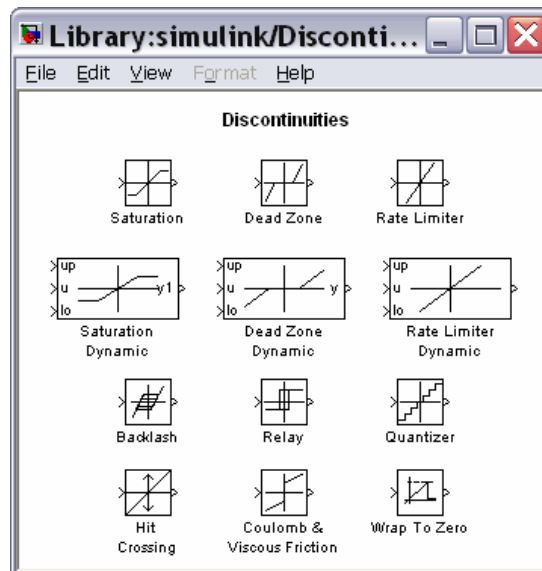 Library:simulink/Disconti...
File Edit View Format Help
Discontinuities
Saturation Dead Zone Rate Limiter
up up up
u y1 u y u
lo lo lo
Saturation Dead Zone Rate Limiter
Dynamic Dynamic Dynamic
Backlash Relay Quantizer
Hit Coulomb & Wrap To Zero
Crossing Viscous Friction